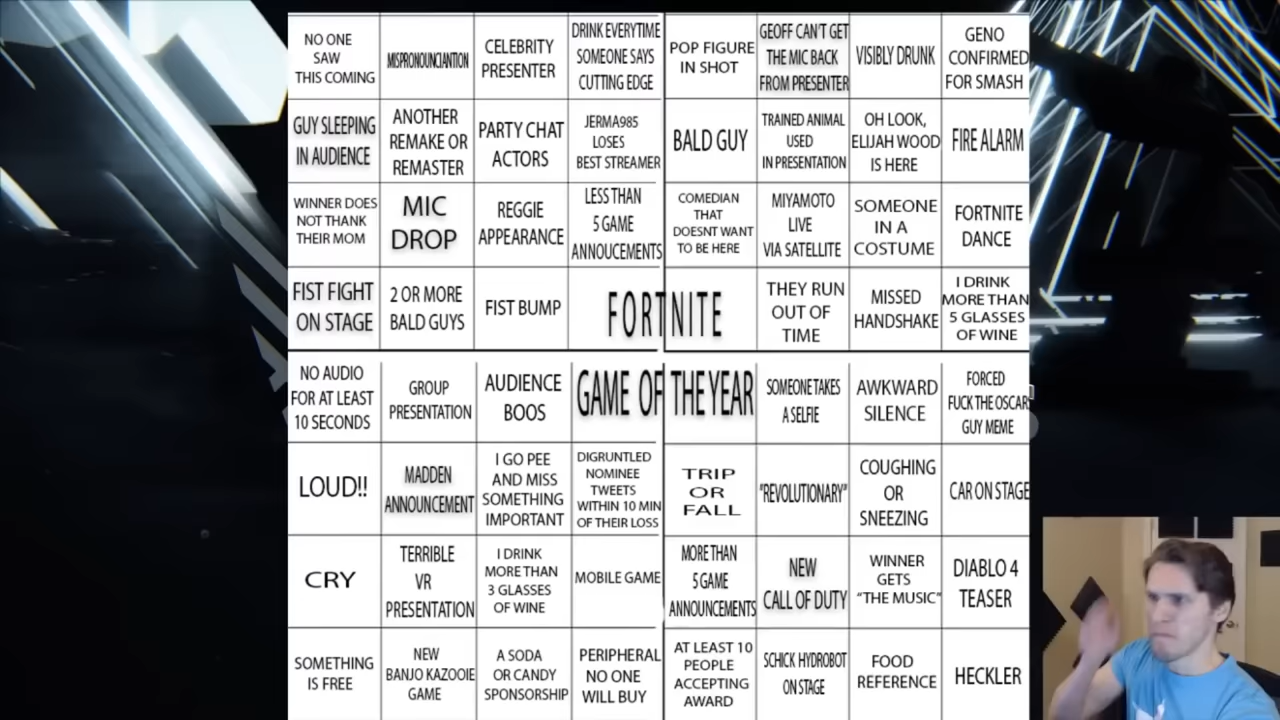 NO ONE
SAW
THIS COMING
MISPRONOUNCIANTION
CELEBRITY
PRESENTER
DRINK EVERYTIME
SOMEONE SAYS
CUTTING EDGE
POP FIGURE
IN SHOT
GEOFF CAN'T GET
THE MIC BACK
FROM PRESENTER
VISIBLY DRUNK
GENO
CONFIRMED
FOR SMASH
GUY SLEEPING
IN AUDIENCE
ANOTHER
REMAKE OR
REMASTER
PARTY CHAT
ACTORS
JERMA985
LOSES
BEST STREAMER
BALD GUY
TRAINED ANIMAL
USED
IN PRESENTATION
OH LOOK,
ELIJAH WOOD
IS HERE
FIRE ALARM
WINNER DOES
NOT THANK
THEIR MOM
MIC
DROP
REGGIE
APPEARANCE
LESS THAN
5 GAME
ANNOUCEMENTS
COMEDIAN
THAT
DOESNT WANT
TO BE HERE
MIYAMOTO
LIVE
VIA SATELLITE
SOMEONE
IN A
COSTUME
FORTNITE
DANCE
FIST FIGHT
ON STAGE
2 OR MORE
BALD GUYS
FIST BUMP
FORTNITE
THEY RUN
OUT OF
TIME
MISSED
HANDSHAKE
I DRINK
MORE THAN
5 GLASSES
OF WINE
NO AUDIO
FOR AT LEAST
10 SECONDS
GROUP
PRESENTATION
AUDIENCE
BOOS
GAME OF THE YEAR
SOMEONE TAKES
A SELFIE
AWKWARD
SILENCE
FORCED
FUCK THE OSCAR
GUY MEME
LOUD!!
MADDEN
ANNOUNCEMENT
I GO PEE
AND MISS
SOMETHING
IMPORTANT
DIGRUNTLED
NOMINEE
TWEETS
WITHIN 10 MIN
OF THEIR LOSS
TRIP
OR
FALL
"REVOLUTIONARY"
COUGHING
OR
SNEEZING
CAR ON STAGE
CRY
TERRIBLE
VR
PRESENTATION
I DRINK
MORE THAN
3 GLASSES
OF WINE
MOBILE GAME
MORE THAN
5 GAME
ANNOUNCEMENTS
NEW
CALL OF DUTY
WINNER
GETS
"THE MUSIC"
DIABLO 4
TEASER
SOMETHING
IS FREE
NEW
BANJO KAZOOIE
GAME
A SODA
OR CANDY
SPONSORSHIP
PERIPHERAL
NO ONE
WILL BUY
AT LEAST 10
PEOPLE
ACCEPTING
AWARD
SCHICK HYDROBOT
ON STAGE
FOOD
REFERENCE
HECKLER